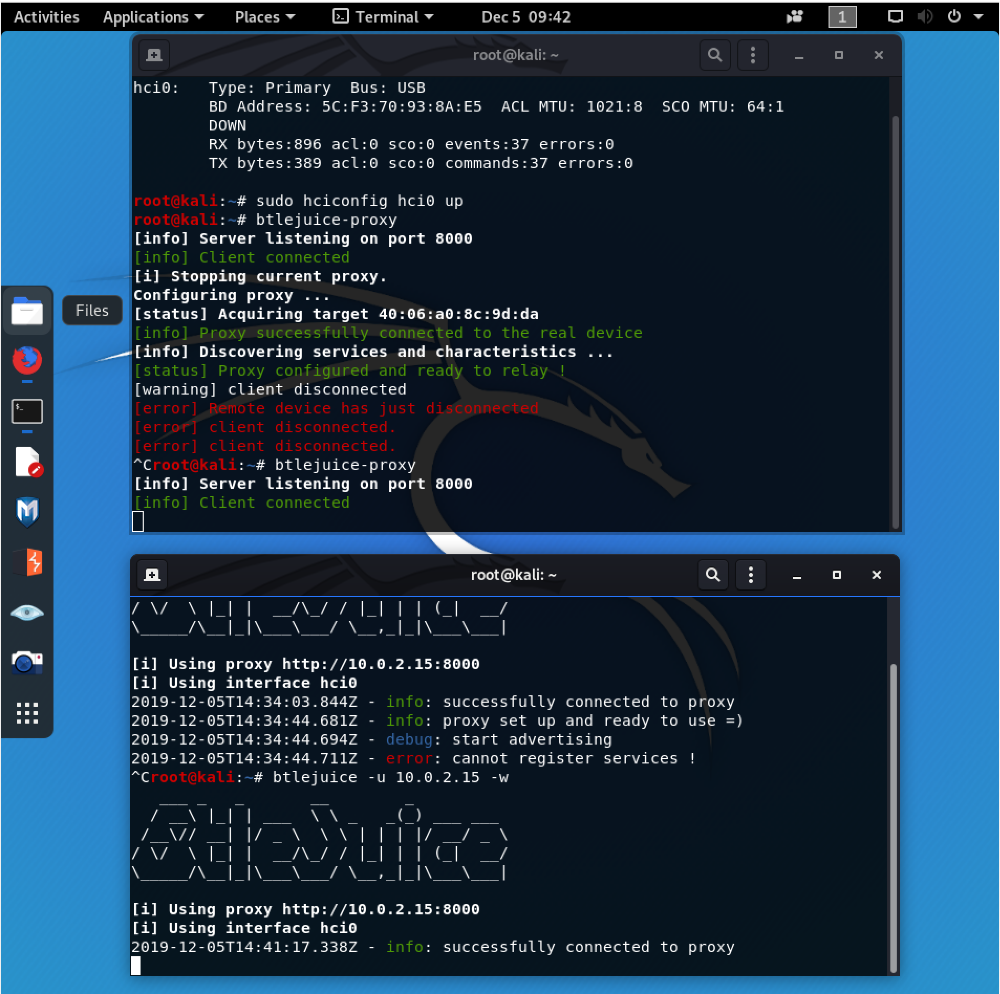 Activities Applications Places Terminal Dec 5 09:42 1
root@kali: ~
hci0:   Type: Primary  Bus: USB
        BD Address: 5C:F3:70:93:8A:E5  ACL MTU: 1021:8  SCO MTU: 64:1
        DOWN
        RX bytes:896 acl:0 sco:0 events:37 errors:0
        TX bytes:389 acl:0 sco:0 commands:37 errors:0
root@kali:~# sudo hciconfig hci0 up
root@kali:~# btlejuice-proxy
[info] Server listening on port 8000
[info] Client connected
[i] Stopping current proxy.
Configuring proxy ...
[status] Acquiring target 40:06:a0:8c:9d:da
[info] Proxy successfully connected to the real device
[info] Discovering services and characteristics ...
[status] Proxy configured and ready to relay !
[warning] client disconnected
[error] Remote device has just disconnected
[error] client disconnected.
[error] client disconnected.
^Croot@kali:~# btlejuice-proxy
[info] Server listening on port 8000
[info] Client connected
Files
$_
M
root@kali: ~
/ \/  \ |_| |  __/\_/ / |_| | | (_|  __/
\_____/\__|_|\___\___/ \__,_|_|\___\___|
[i] Using proxy http://10.0.2.15:8000
[i] Using interface hci0
2019-12-05T14:34:03.844Z - info: successfully connected to proxy
2019-12-05T14:34:44.681Z - info: proxy set up and ready to use =)
2019-12-05T14:34:44.694Z - debug: start advertising
2019-12-05T14:34:44.711Z - error: cannot register services !
^Croot@kali:~# btlejuice -u 10.0.2.15 -w
   ___ _   _       __        _
  / __\ |_| | ___  \ \ _   _(_) ___ ___
 /__\// __| |/ _ \  \ \ | | | |/ __/ _ \
/ \/  \ |_| |  __/\_/ / |_| | | (_|  __/
\_____/\__|_|\___\___/ \__,_|_|\___\___|
[i] Using proxy http://10.0.2.15:8000
[i] Using interface hci0
2019-12-05T14:41:17.338Z - info: successfully connected to proxy